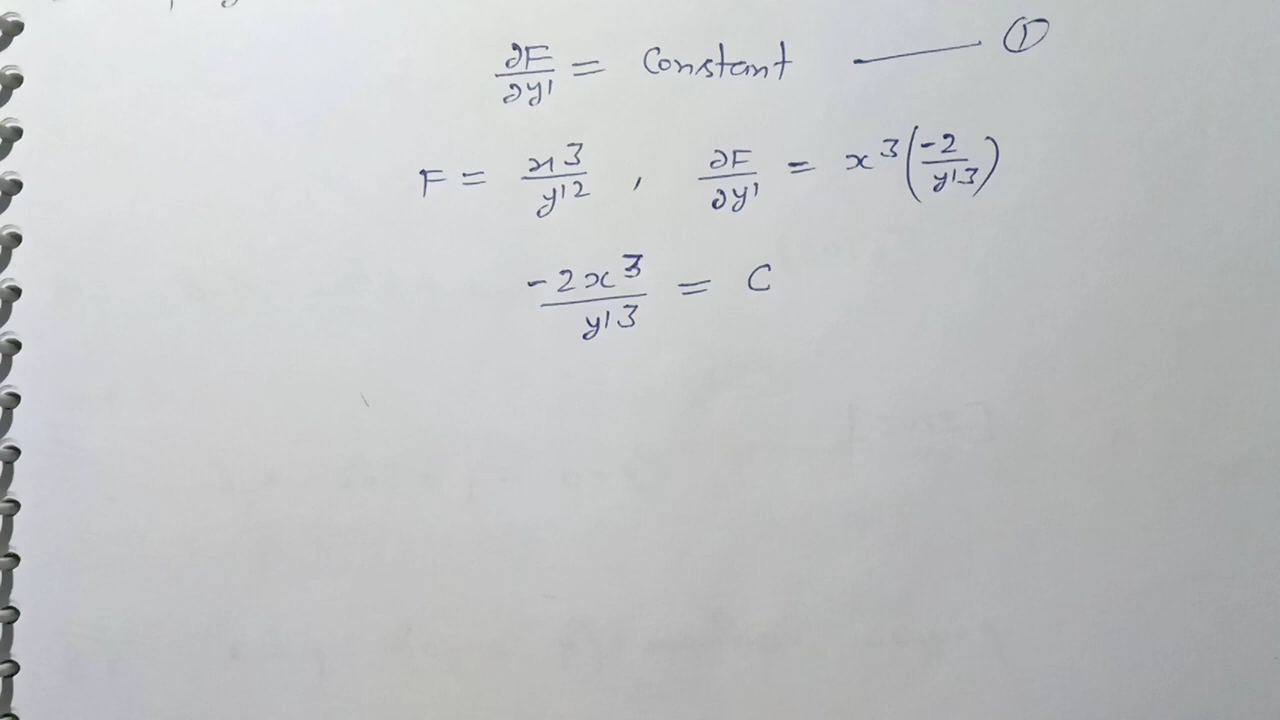 ∂F/∂y' = Constant —— ①
F = x³/y'², ∂F/∂y' = x³(-2/y'³)
-2x³/y'³ = C